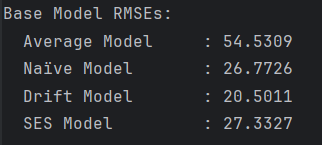 Base Model RMSEs:
  Average Model     : 54.5309
  Naïve Model       : 26.7726
  Drift Model       : 20.5011
  SES Model         : 27.3327